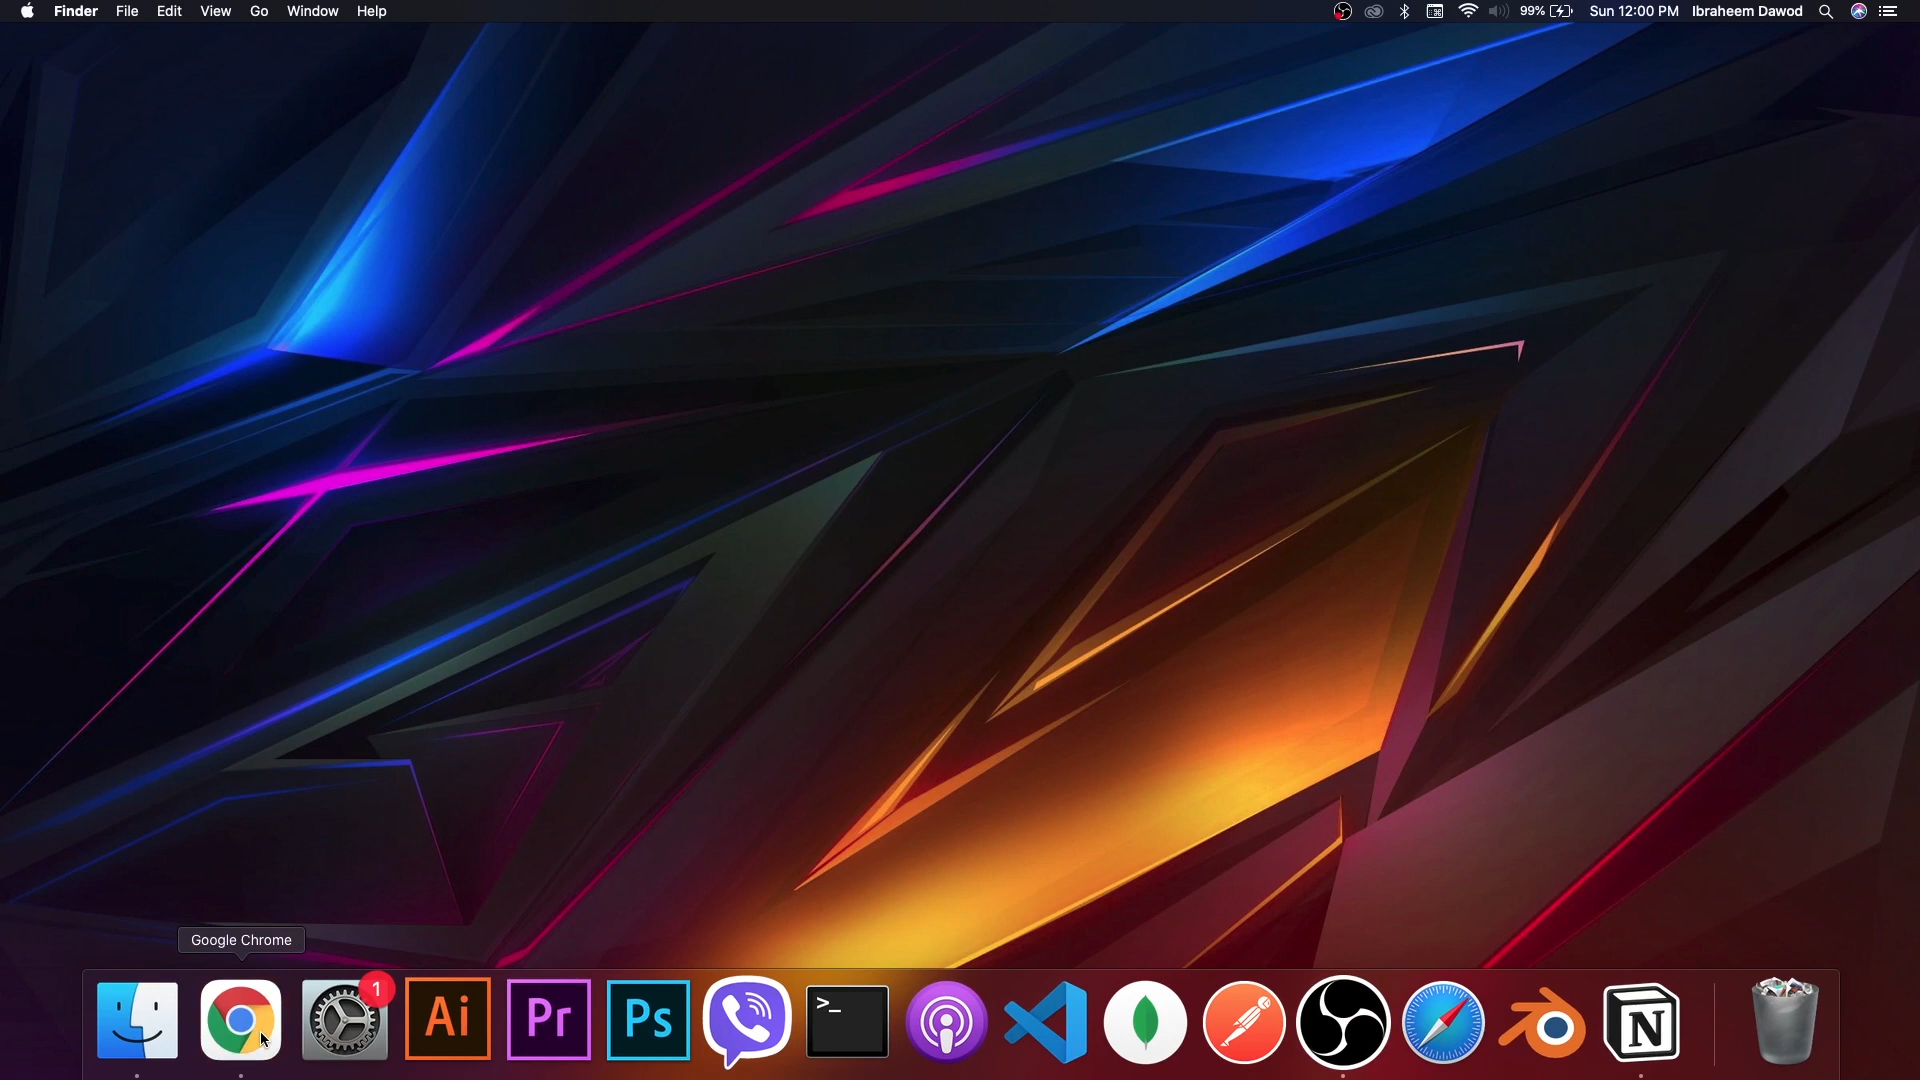 Finder File Edit View Go Window Help 99% Sun 12:00 PM Ibraheem Dawod
Google Chrome
1
Ai Pr Ps >_ N